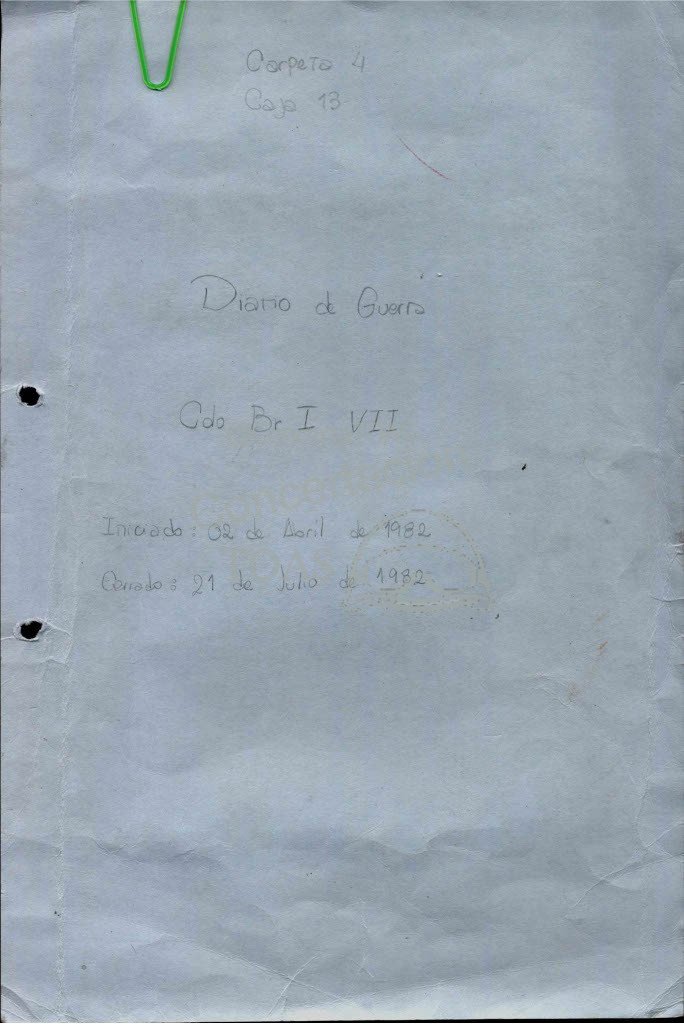 Carpeta 4
Caja 13
Diario de Guerra
Cdo Br I VII
Iniciado: 02 de Abril de 1982
Cerrado: 21 de Julio de 1982